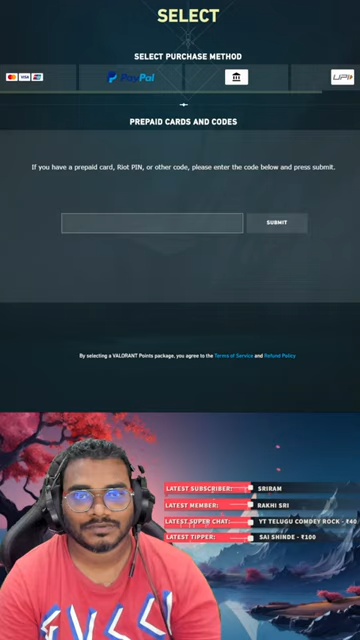 SELECT
SELECT PURCHASE METHOD
VISA
PayPal
UPI
PREPAID CARDS AND CODES
If you have a prepaid card, Riot PIN, or other code, please enter the code below and press submit.
SUBMIT
By selecting a VALORANT Points package, you agree to the Terms of Service and Refund Policy
LATEST SUBSCRIBER: SRIRAM
LATEST MEMBER: RAKHI SRI
LATEST SUPER CHAT: YT TELUGU COMDEY ROCK - ₹40
LATEST TIPPER: SAI SHINDE - ₹100
GUCCI